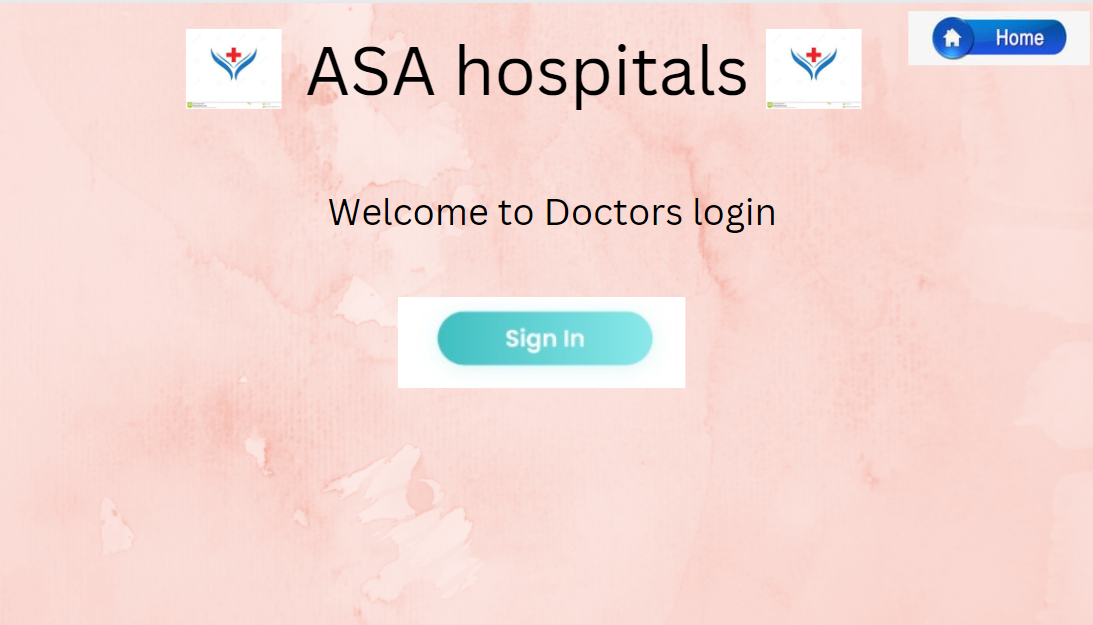 ASA hospitals
Home
Welcome to Doctors login
Sign In